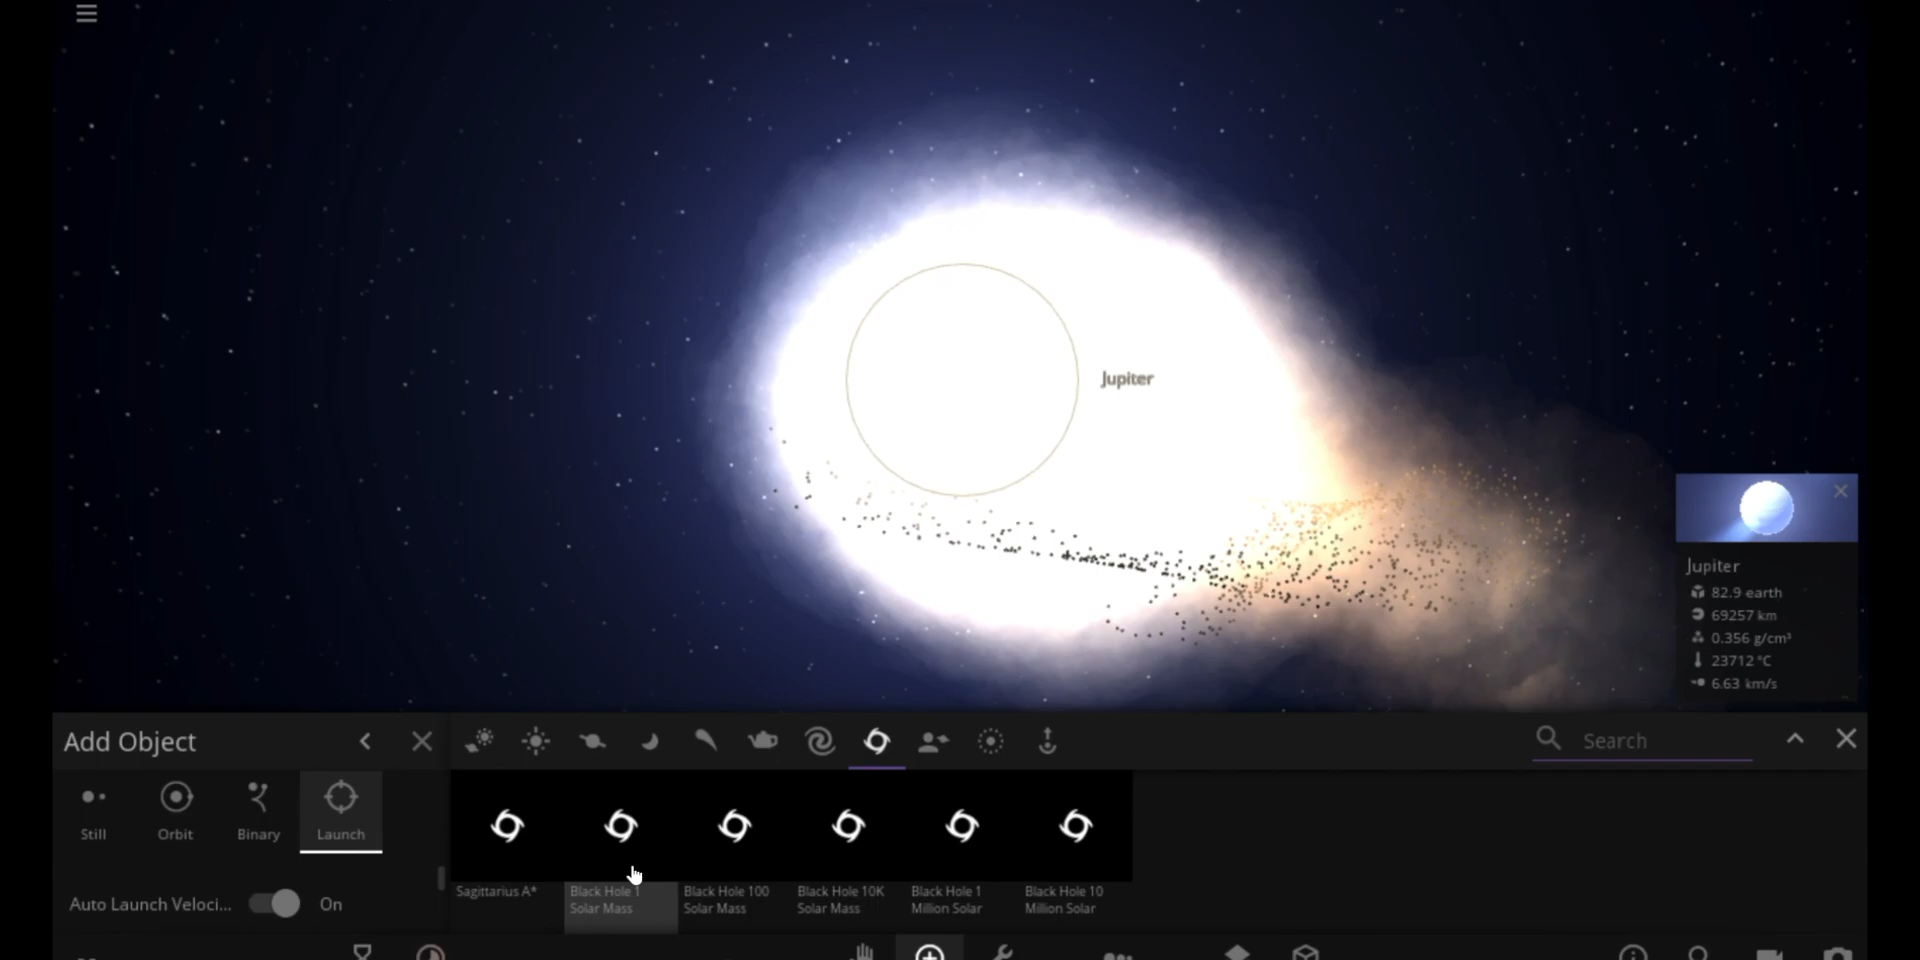 Jupiter
Jupiter
82.9 earth
69257 km
0.356 g/cm³
23712 °C
6.63 km/s
Add Object
Search
Still
Orbit
Binary
Launch
Auto Launch Veloci...
On
Sagittarius A*
Black Hole 1
Solar Mass
Black Hole 100
Solar Mass
Black Hole 10K
Solar Mass
Black Hole 1
Million Solar
Black Hole 10
Million Solar